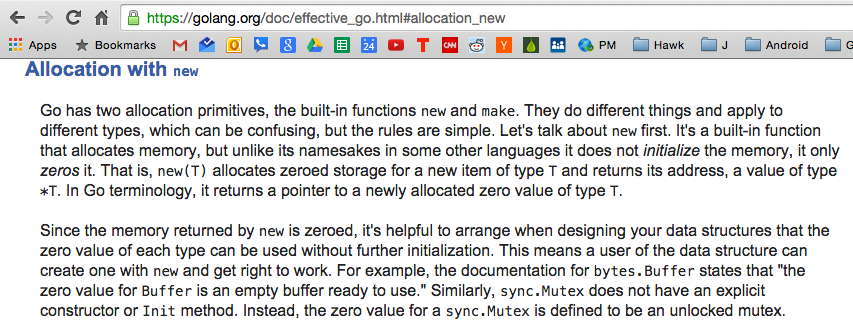 https://golang.org/doc/effective_go.html#allocation_new
Apps Bookmarks 24 T CNN Y PM Hawk J Android G
Allocation with new
Go has two allocation primitives, the built-in functions new and make. They do different things and apply to
different types, which can be confusing, but the rules are simple. Let's talk about new first. It's a built-in function
that allocates memory, but unlike its namesakes in some other languages it does not initialize the memory, it only
zeros it. That is, new(T) allocates zeroed storage for a new item of type T and returns its address, a value of type
*T. In Go terminology, it returns a pointer to a newly allocated zero value of type T.
Since the memory returned by new is zeroed, it's helpful to arrange when designing your data structures that the
zero value of each type can be used without further initialization. This means a user of the data structure can
create one with new and get right to work. For example, the documentation for bytes.Buffer states that "the
zero value for Buffer is an empty buffer ready to use." Similarly, sync.Mutex does not have an explicit
constructor or Init method. Instead, the zero value for a sync.Mutex is defined to be an unlocked mutex.